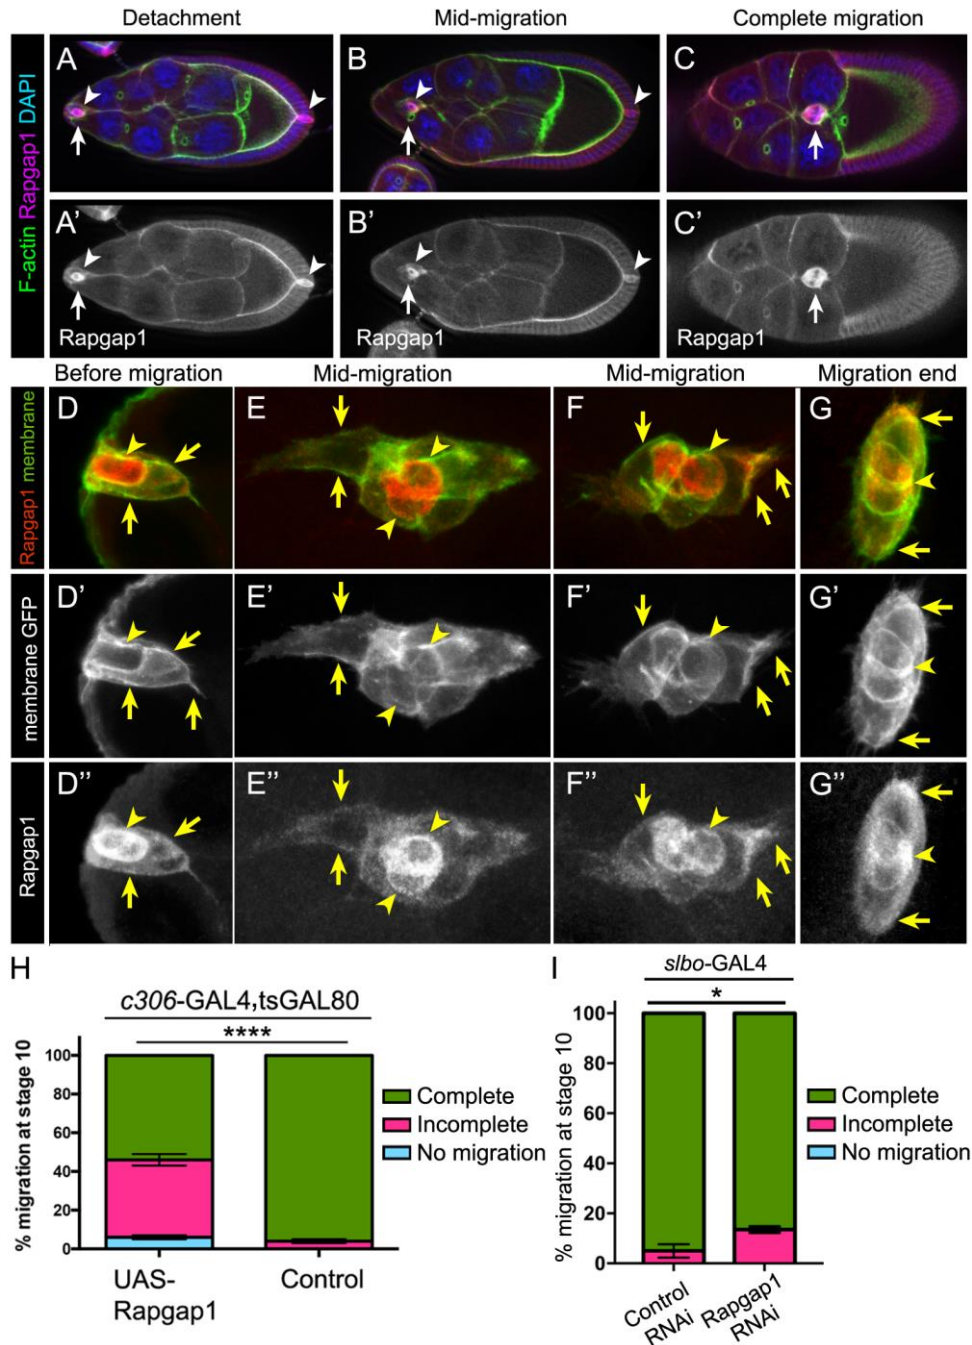 Detachment
Mid-migration
Complete migration
F-actin Rapgap1 DAPI
A
B
C
A'
B'
C'
Rapgap1
Rapgap1
Rapgap1
Before migration
Mid-migration
Mid-migration
Migration end
Rapgap1 membrane
D
E
F
G
membrane GFP
D'
E'
F'
G'
Rapgap1
D"
E"
F"
G"
H
c306-GAL4,tsGAL80
****
% migration at stage 10
100
80
60
40
20
0
UAS-
Rapgap1
Control
Complete
Incomplete
No migration
I
slbo-GAL4
*
% migration at stage 10
100
80
60
40
20
0
Control
RNAi
Rapgap1
RNAi
Complete
Incomplete
No migration